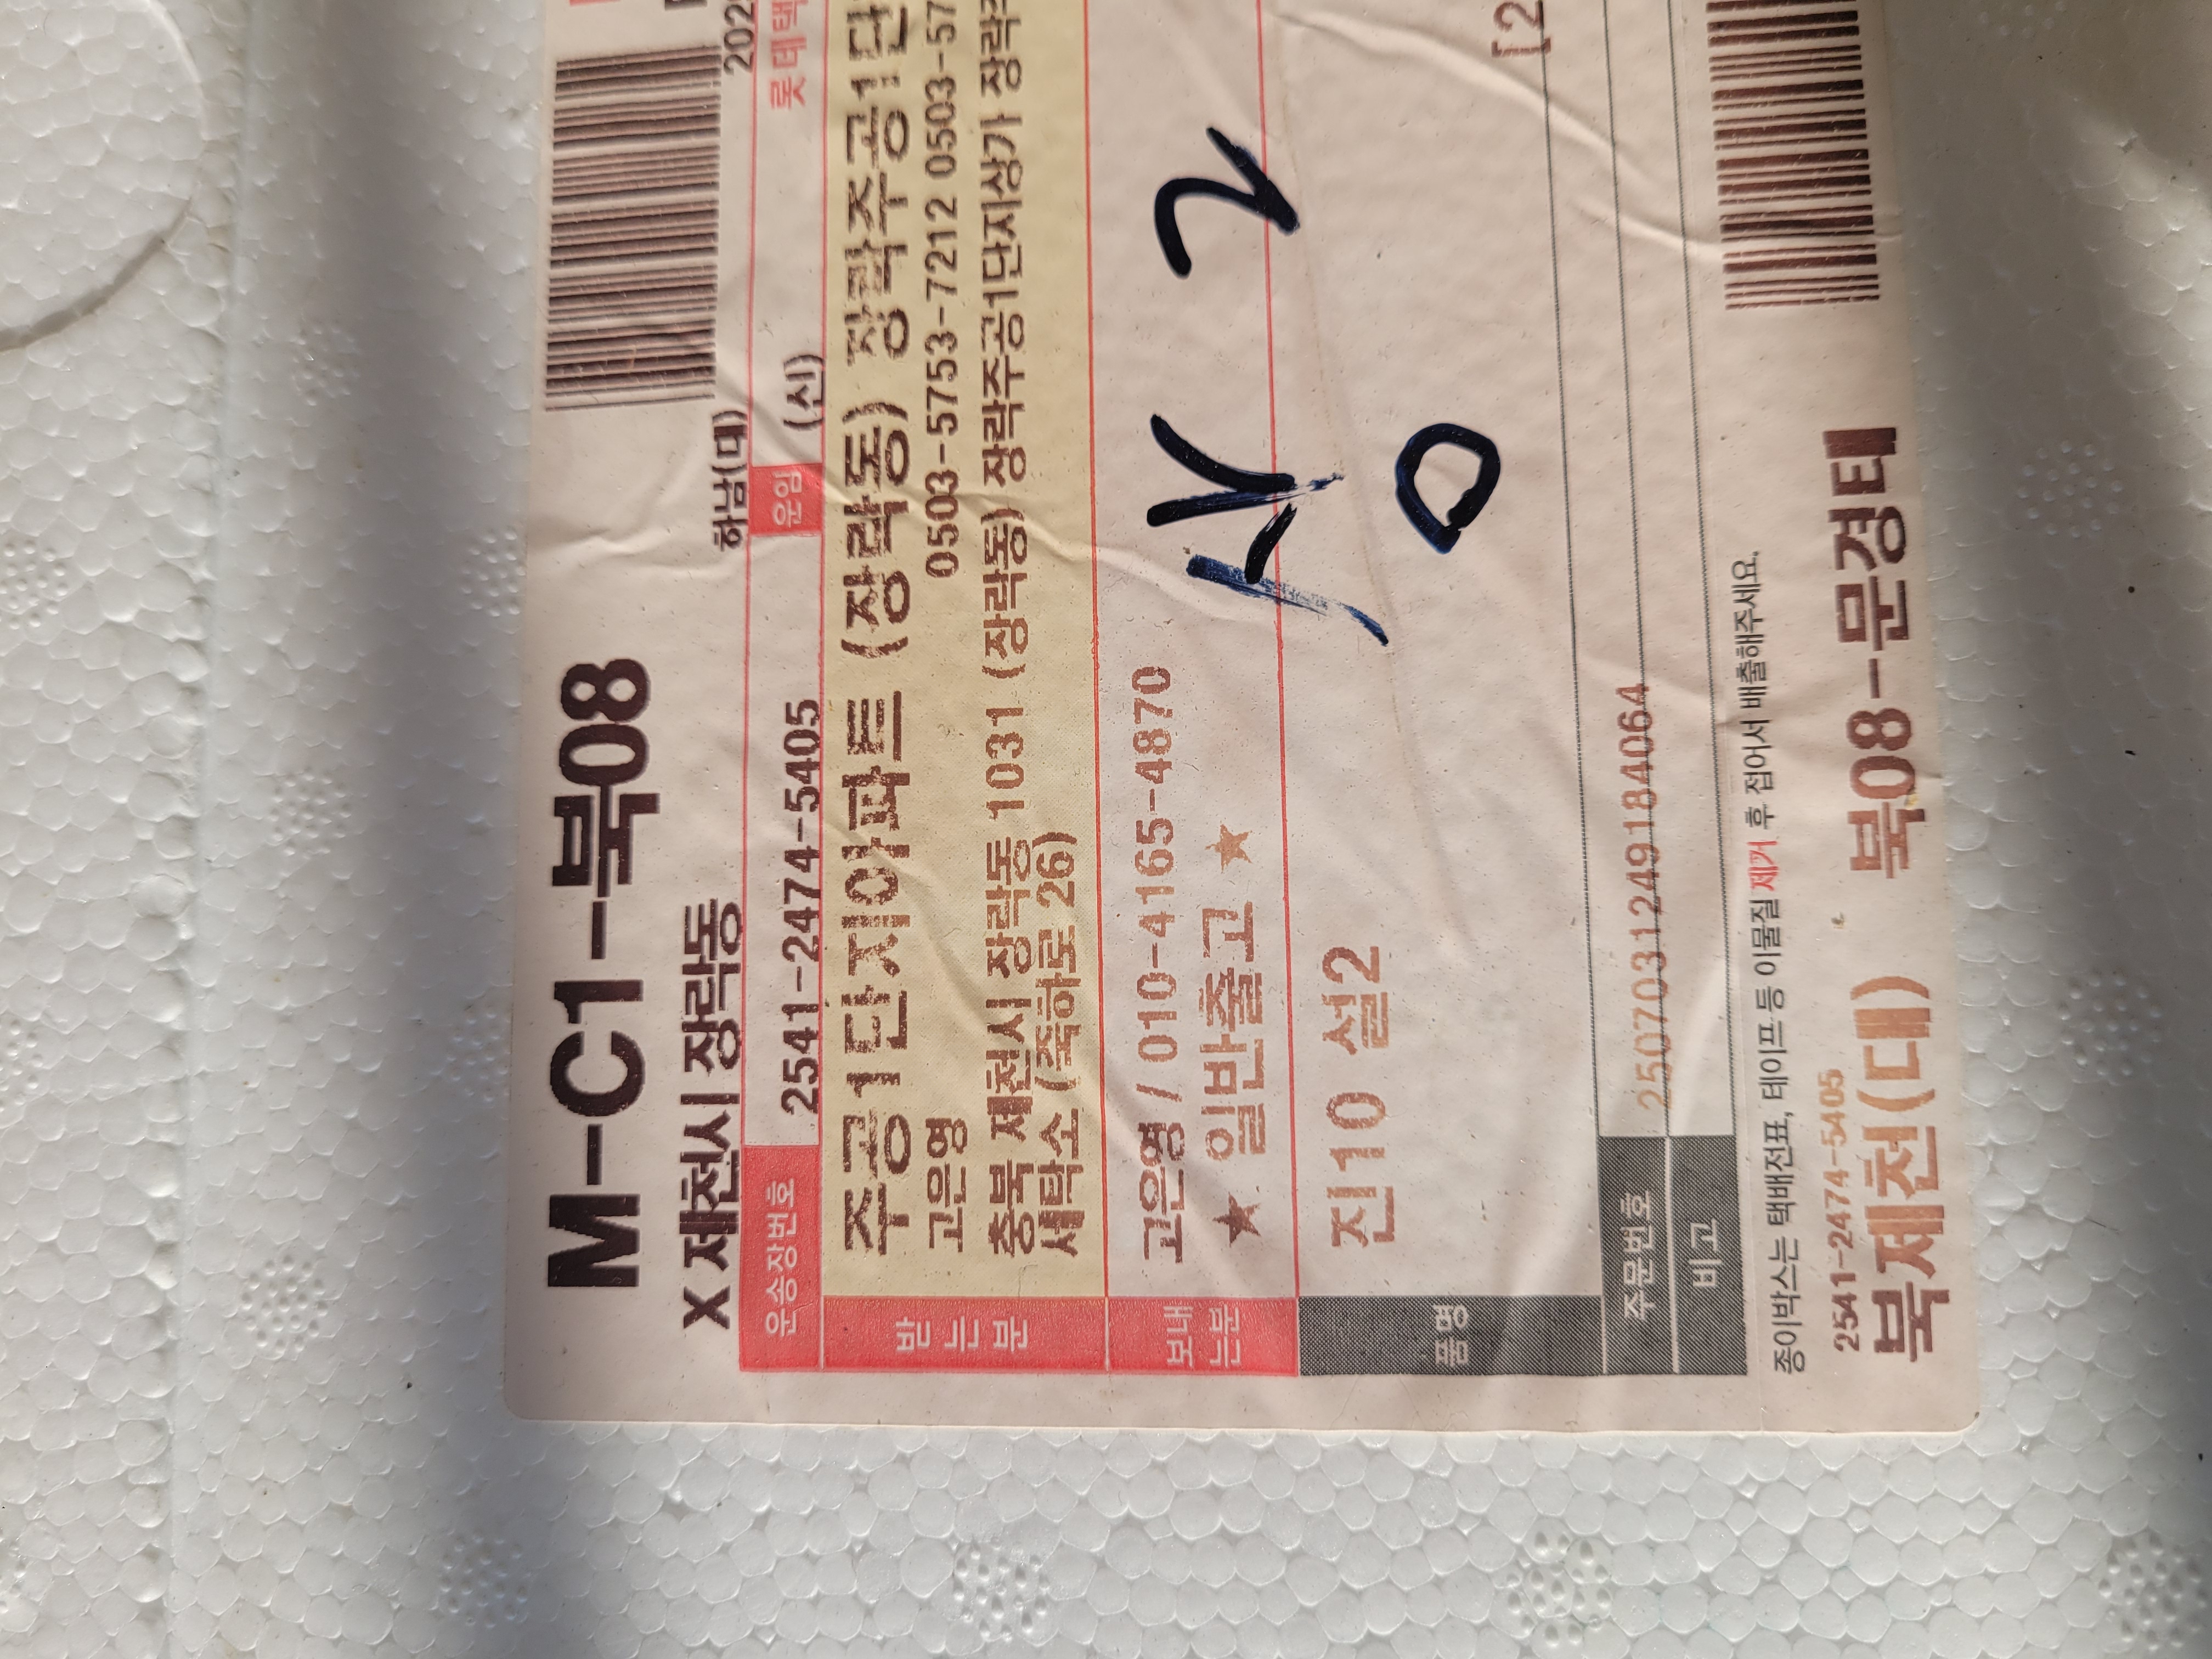 M-C1-북08
X 제천시 장락동
하남(대)
202
운송장번호 2541-2474-5405 운임 (신) 롯데택
받는분
주공1단지아파트 (장락동) 장락주공1단
고은영 0503-5753-7212 0503-57
충북 제천시 장락동 1031 (장락동) 장락주공1단지상가 장락
세탁소 (죽하로 26)
보내는분
고은영 / 010-4165-4870
★ 일반출고 ★
상 2
품명
진10 설2
[2
주문번호 2507031249184064
비고
종이박스는 택배전표, 테이프 등 이물질 제거 후 접어서 배출해주세요.
2541-2474-5405
북제천(대) 북08-문경터